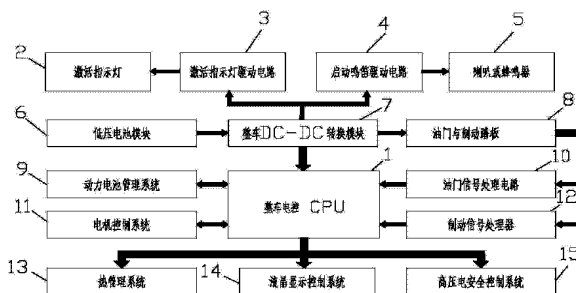 3
4
5
2
激活指示灯
激活指示灯驱动电路
启动鸣笛驱动电路
喇叭或蜂鸣器
7
8
6
低压电池模块
整车DC-DC转换模块
油门与制动踏板
1
10
9
动力电池管理系统
整车电控 CPU
油门信号处理电路
12
11
电机控制系统
制动信号处理器
13
14
15
热管理系统
液晶显示控制系统
高压电安全控制系统